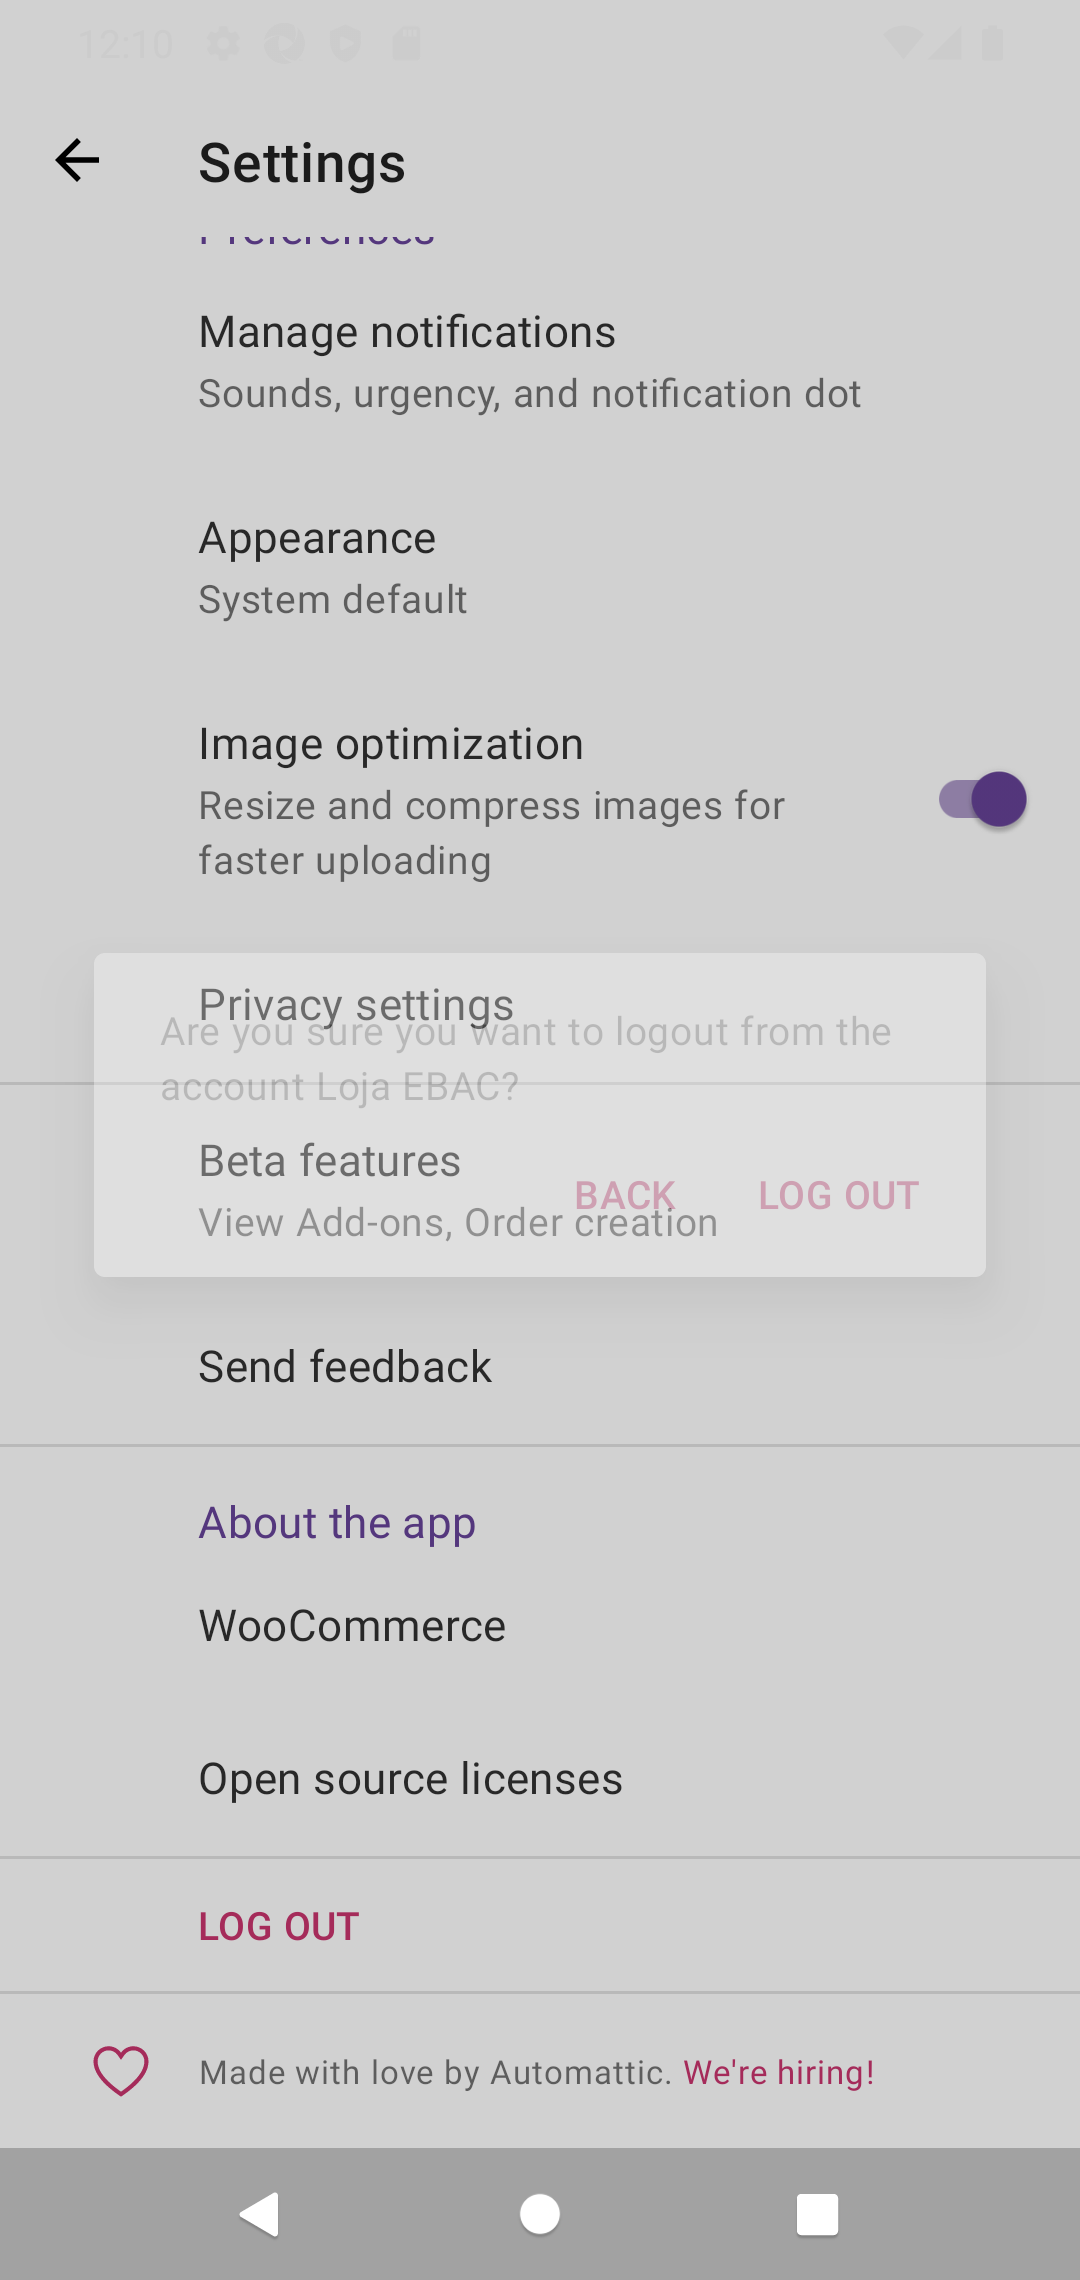 12:10
Settings
Preferences
Manage notifications
Sounds, urgency, and notification dot
Appearance
System default
Image optimization
Resize and compress images for
faster uploading
Privacy settings
Are you sure you want to logout from the
account Loja EBAC?
Beta features
BACK LOG OUT
View Add-ons, Order creation
Send feedback
About the app
WooCommerce
Open source licenses
LOG OUT
Made with love by Automattic. We're hiring!